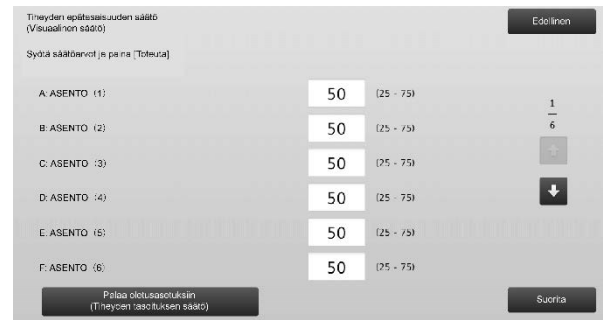 Tiheyden epätasaisuuden säätö
(Visuaalinen säätö)
Edellinen
Syötä säätöarvot ja paina [Toteuta]
A: ASENTO (1) 50 (25 - 75)
B: ASENTO (2) 50 (25 - 75)
C: ASENTO (3) 50 (25 - 75)
D: ASENTO (4) 50 (25 - 75)
E: ASENTO (5) 50 (25 - 75)
F: ASENTO (6) 50 (25 - 75)
1
6
Palaa oletusasetuksiin
(Tiheyden tasoituksen säätö)
Suorita